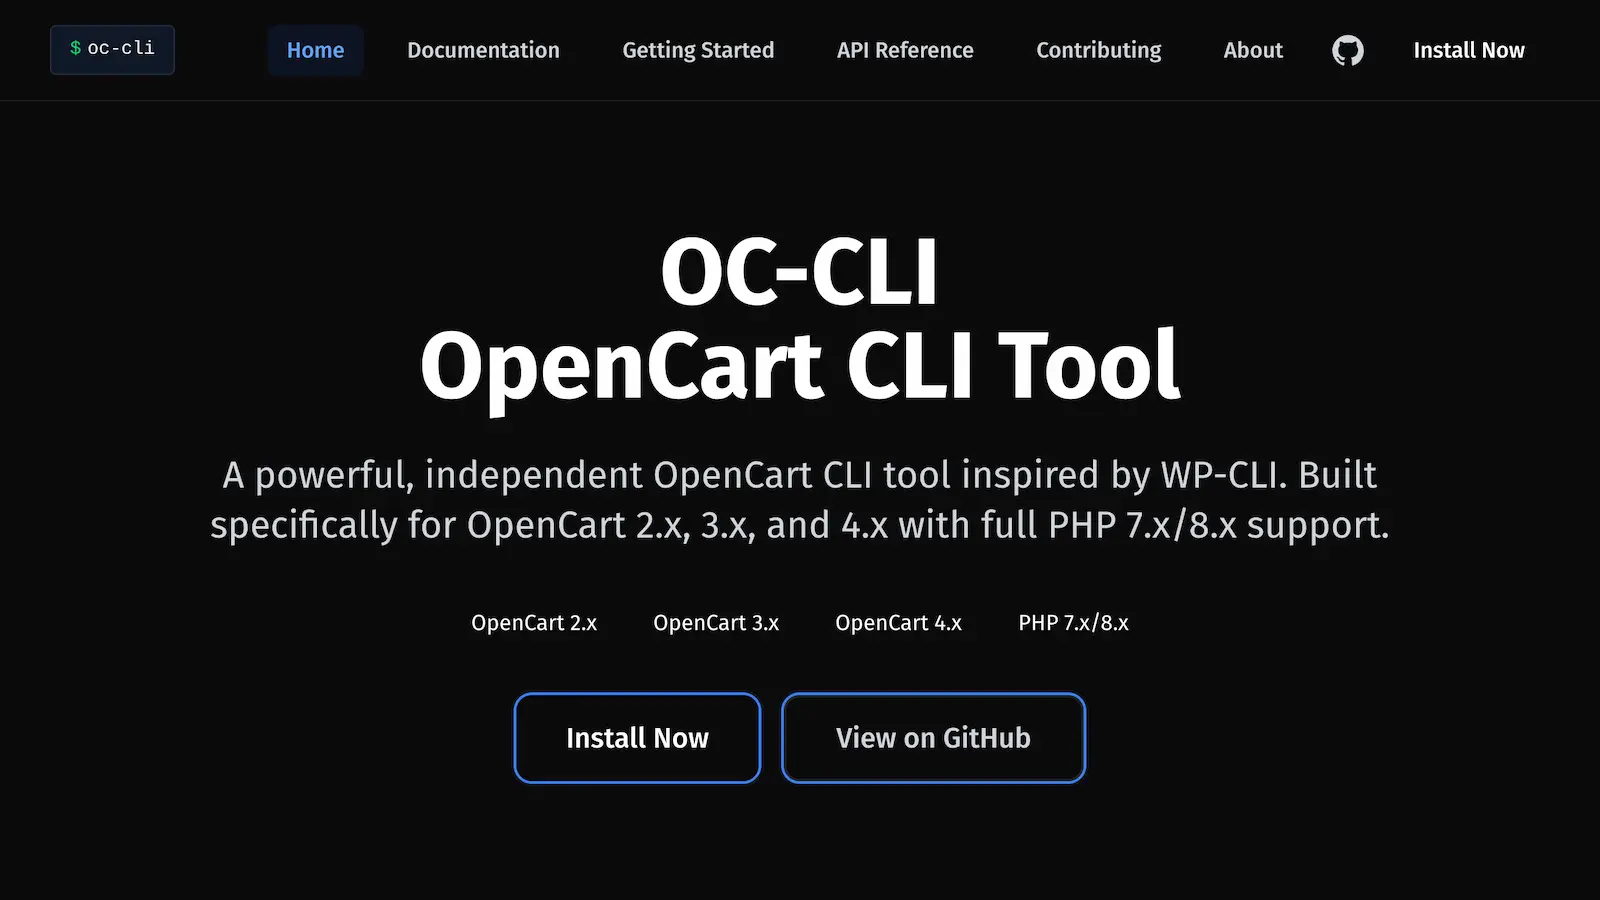 $ oc-cli
Home
Documentation
Getting Started
API Reference
Contributing
About
Install Now
OC-CLI
OpenCart CLI Tool
A powerful, independent OpenCart CLI tool inspired by WP-CLI. Built
specifically for OpenCart 2.x, 3.x, and 4.x with full PHP 7.x/8.x support.
OpenCart 2.x
OpenCart 3.x
OpenCart 4.x
PHP 7.x/8.x
Install Now
View on GitHub